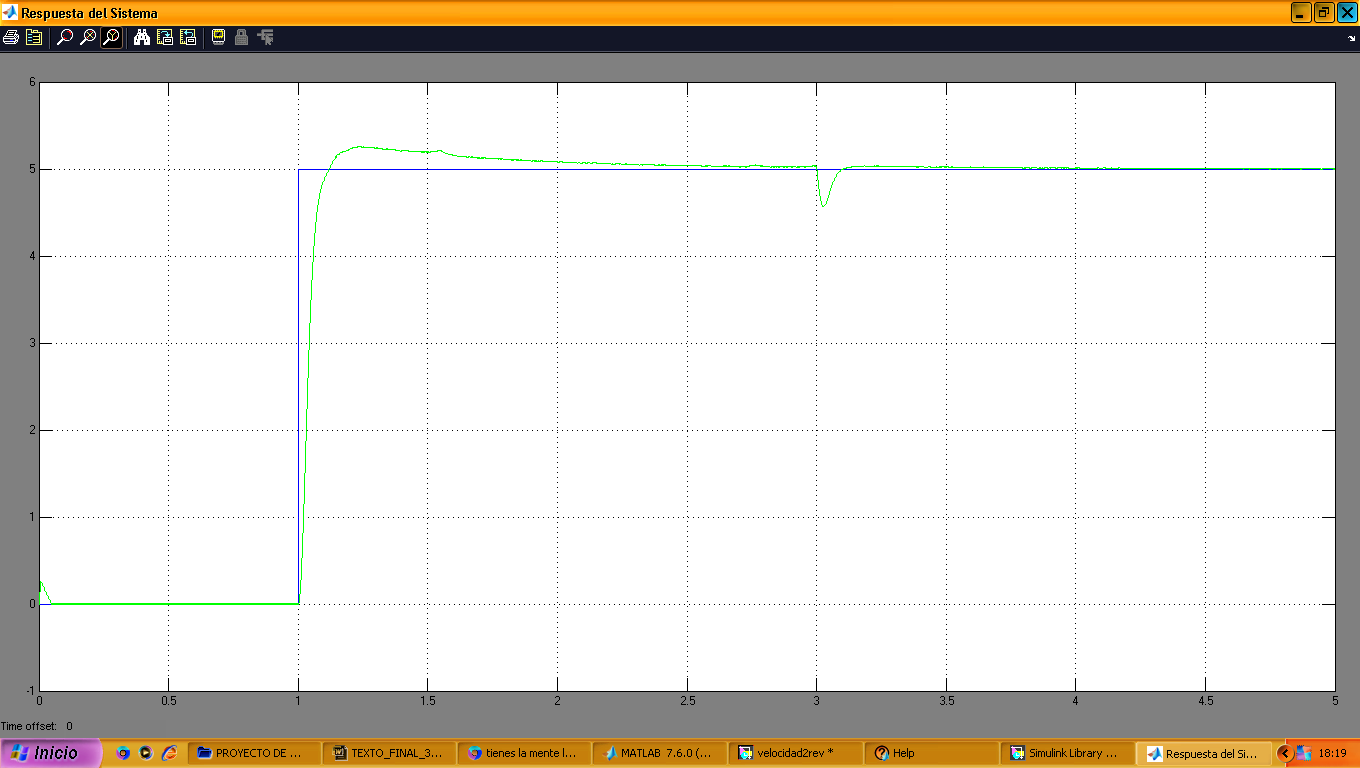 Respuesta del Sistema
6
5
4
3
2
1
0
-1
0 0.5 1 1.5 2 2.5 3 3.5 4 4.5 5
Time offset: 0
Inicio PROYECTO DE ... TEXTO_FINAL_3... tienes la mente l... MATLAB 7.6.0 (... velocidad2rev * Help Simulink Library ... Respuesta del Si... 18:19